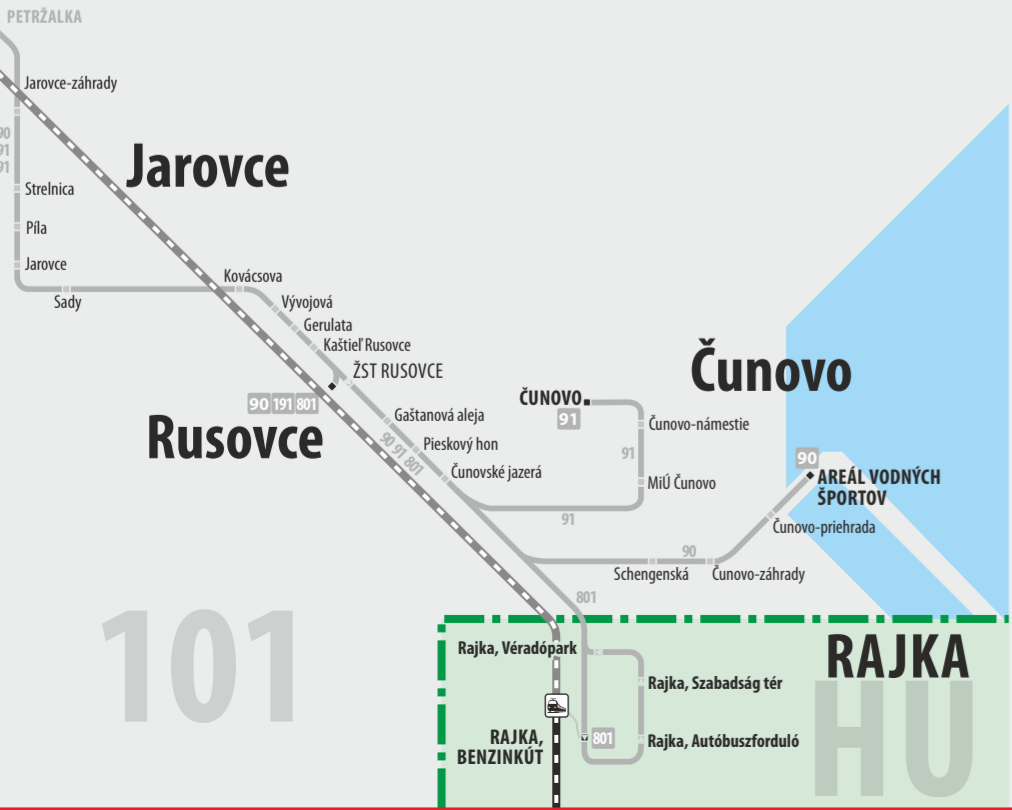 PETRŽALKA
Jarovce-záhrady
90
91
91
Jarovce
Strelnica
Píla
Jarovce
Sady
Kovácsova
Vývojová
Gerulata
Kaštieľ Rusovce
ŽST RUSOVCE
90 191 801
Rusovce
Gaštanová aleja
Pieskový hon
Čunovské jazerá
90 91 801
Čunovo
ČUNOVO
91
Čunovo-námestie
91
MiÚ Čunovo
91
90
AREÁL VODNÝCH
ŠPORTOV
Čunovo-priehrada
90
Schengenská
Čunovo-záhrady
801
101
RAJKA
HU
Rajka, Véradópark
Rajka, Szabadság tér
RAJKA,
BENZINKÚT
801
Rajka, Autóbuszforduló